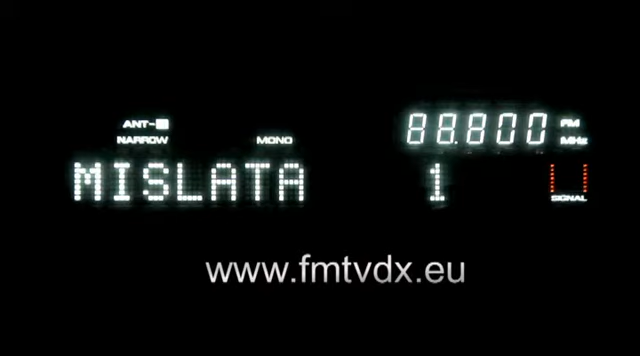 ANT-B
NARROW MONO
88.800 FM
MHz
MISLATA 1
SIGNAL
www.fmtvdx.eu